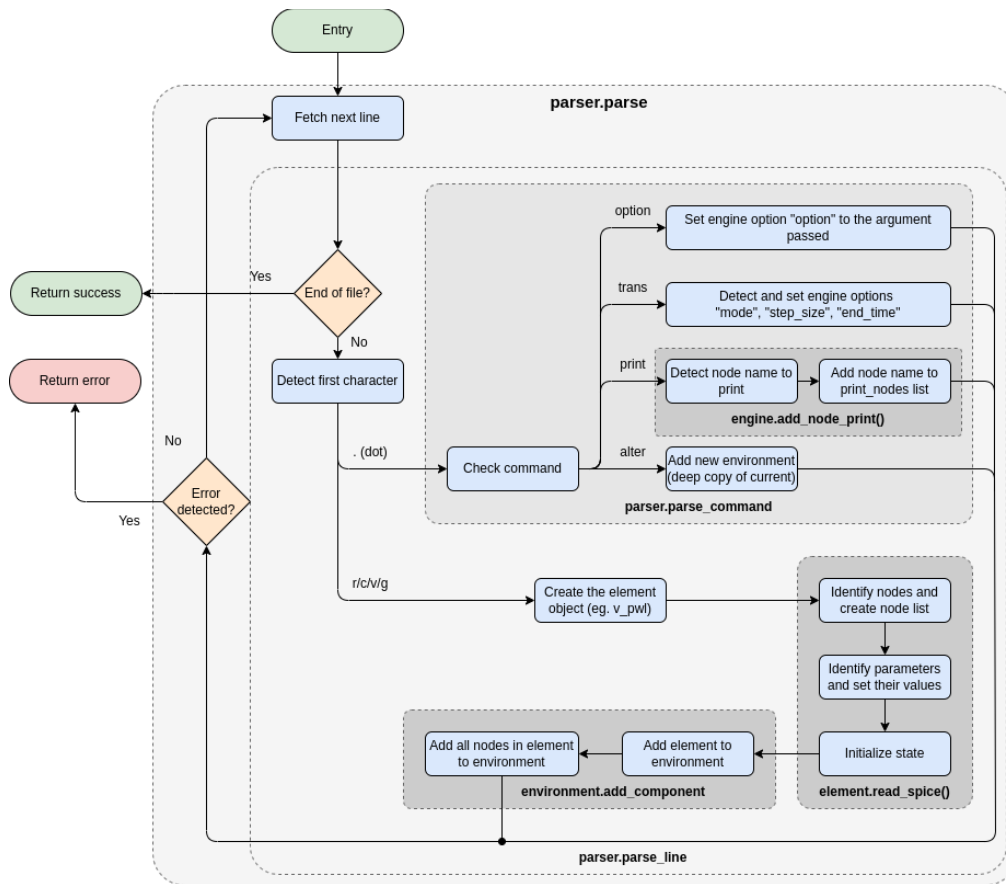 Entry
parser.parse
Fetch next line
option
Set engine option "option" to the argument
passed
Yes
Return success
End of file?
trans
Detect and set engine options
"mode", "step_size", "end_time"
No
Return error
Detect first character
print
Detect node name to
print
Add node name to
print_nodes list
engine.add_node_print()
No
. (dot)
Check command
alter
Add new environment
(deep copy of current)
parser.parse_command
Error
detected?
Yes
r/c/v/g
Create the element
object (eg. v_pwl)
Identify nodes and
create node list
Identify parameters
and set their values
Add all nodes in element
to environment
Add element to
environment
Initialize state
environment.add_component
element.read_spice()
parser.parse_line